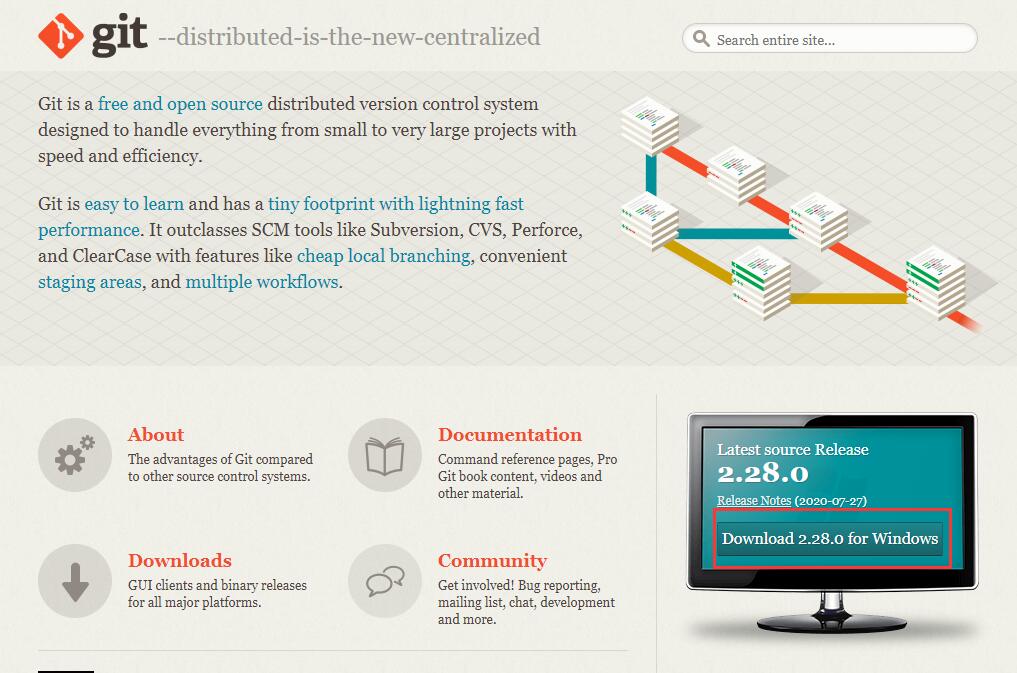 git --distributed-is-the-new-centralized
Search entire site...
Git is a free and open source distributed version control system
designed to handle everything from small to very large projects with
speed and efficiency.
Git is easy to learn and has a tiny footprint with lightning fast
performance. It outclasses SCM tools like Subversion, CVS, Perforce,
and ClearCase with features like cheap local branching, convenient
staging areas, and multiple workflows.
About
The advantages of Git compared
to other source control systems.
Documentation
Command reference pages, Pro
Git book content, videos and
other material.
Downloads
GUI clients and binary releases
for all major platforms.
Community
Get involved! Bug reporting,
mailing list, chat, development
and more.
Latest source Release
2.28.0
Release Notes (2020-07-27)
Download 2.28.0 for Windows